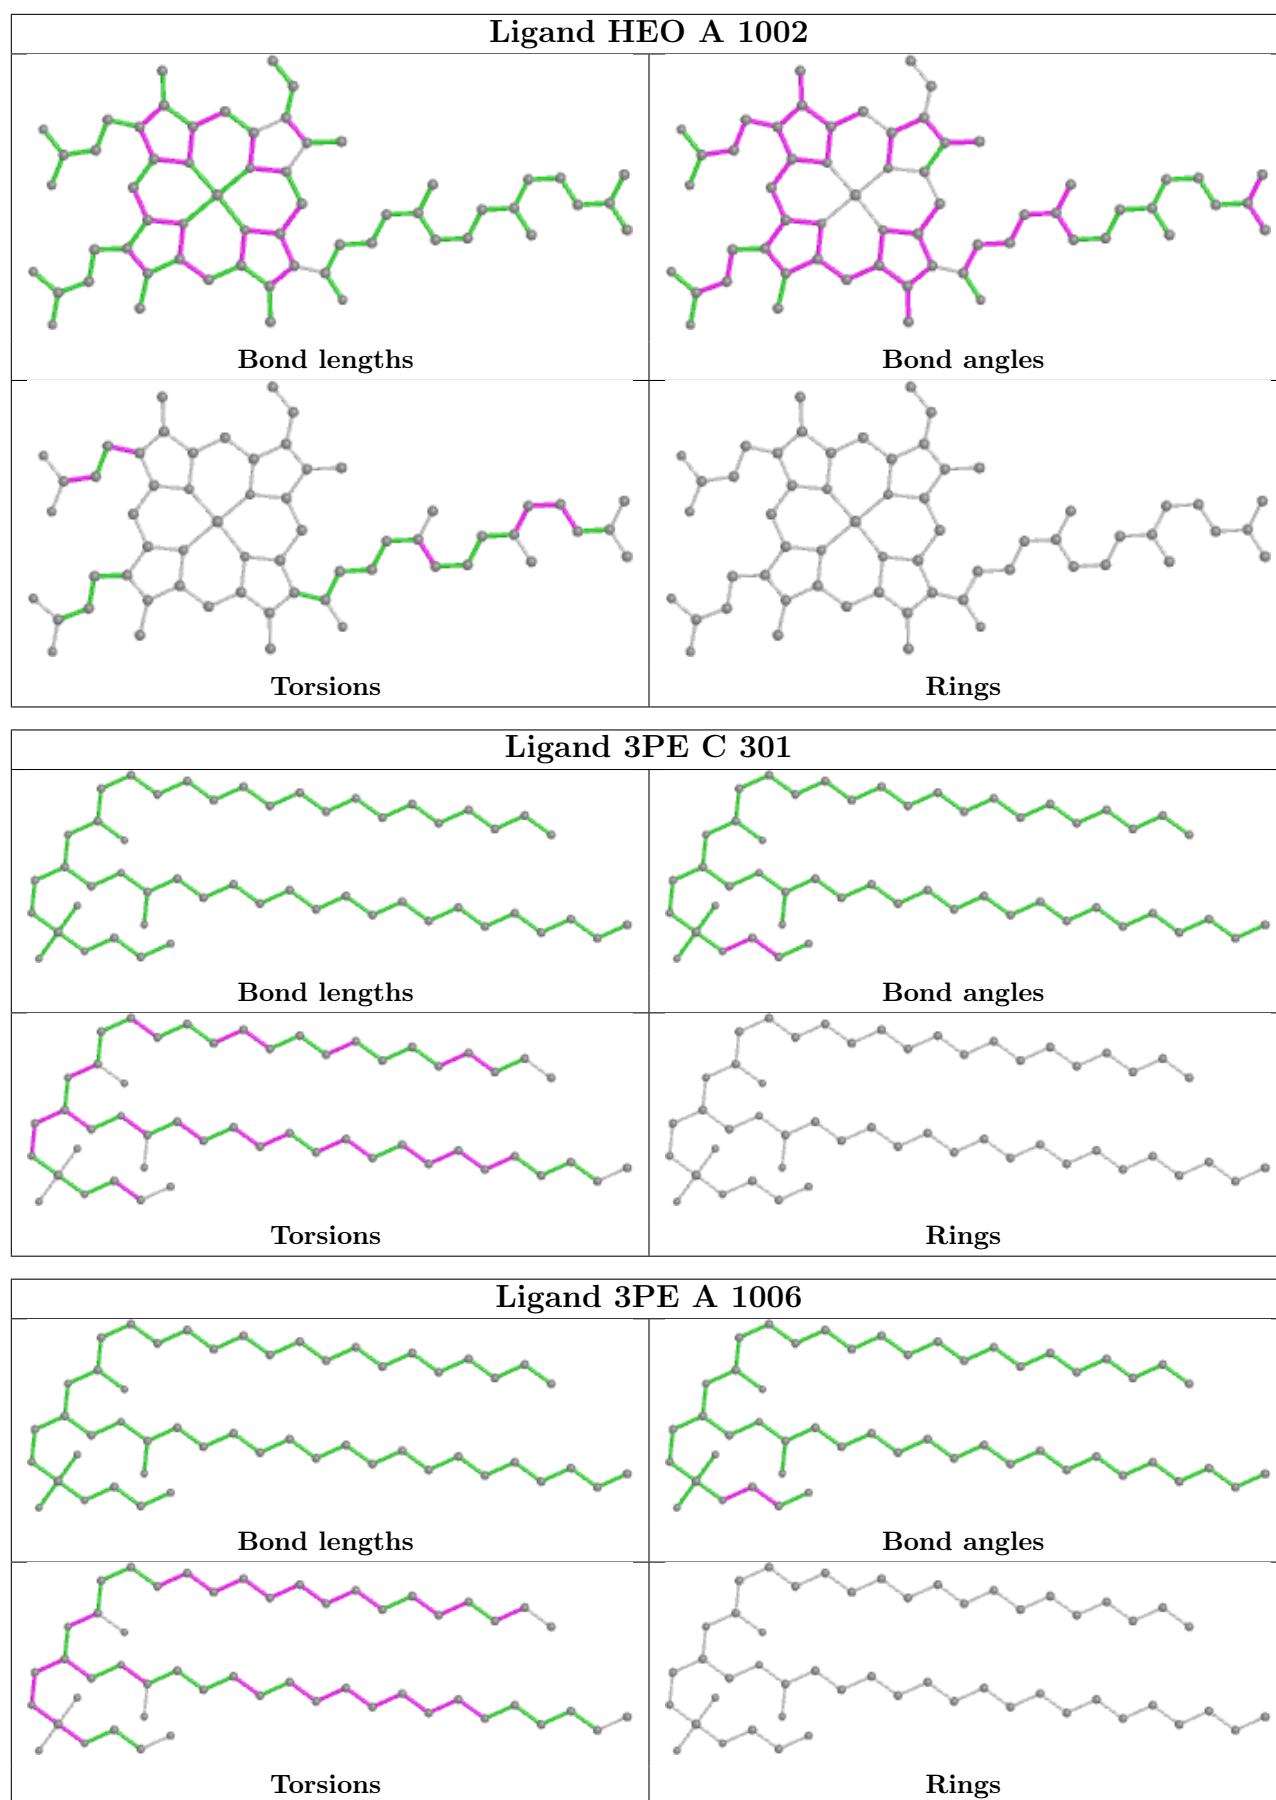 Ligand HEO A 1002
Bond lengths
Bond angles
Torsions
Rings
Ligand 3PE C 301
Bond lengths
Bond angles
Torsions
Rings
Ligand 3PE A 1006
Bond lengths
Bond angles
Torsions
Rings